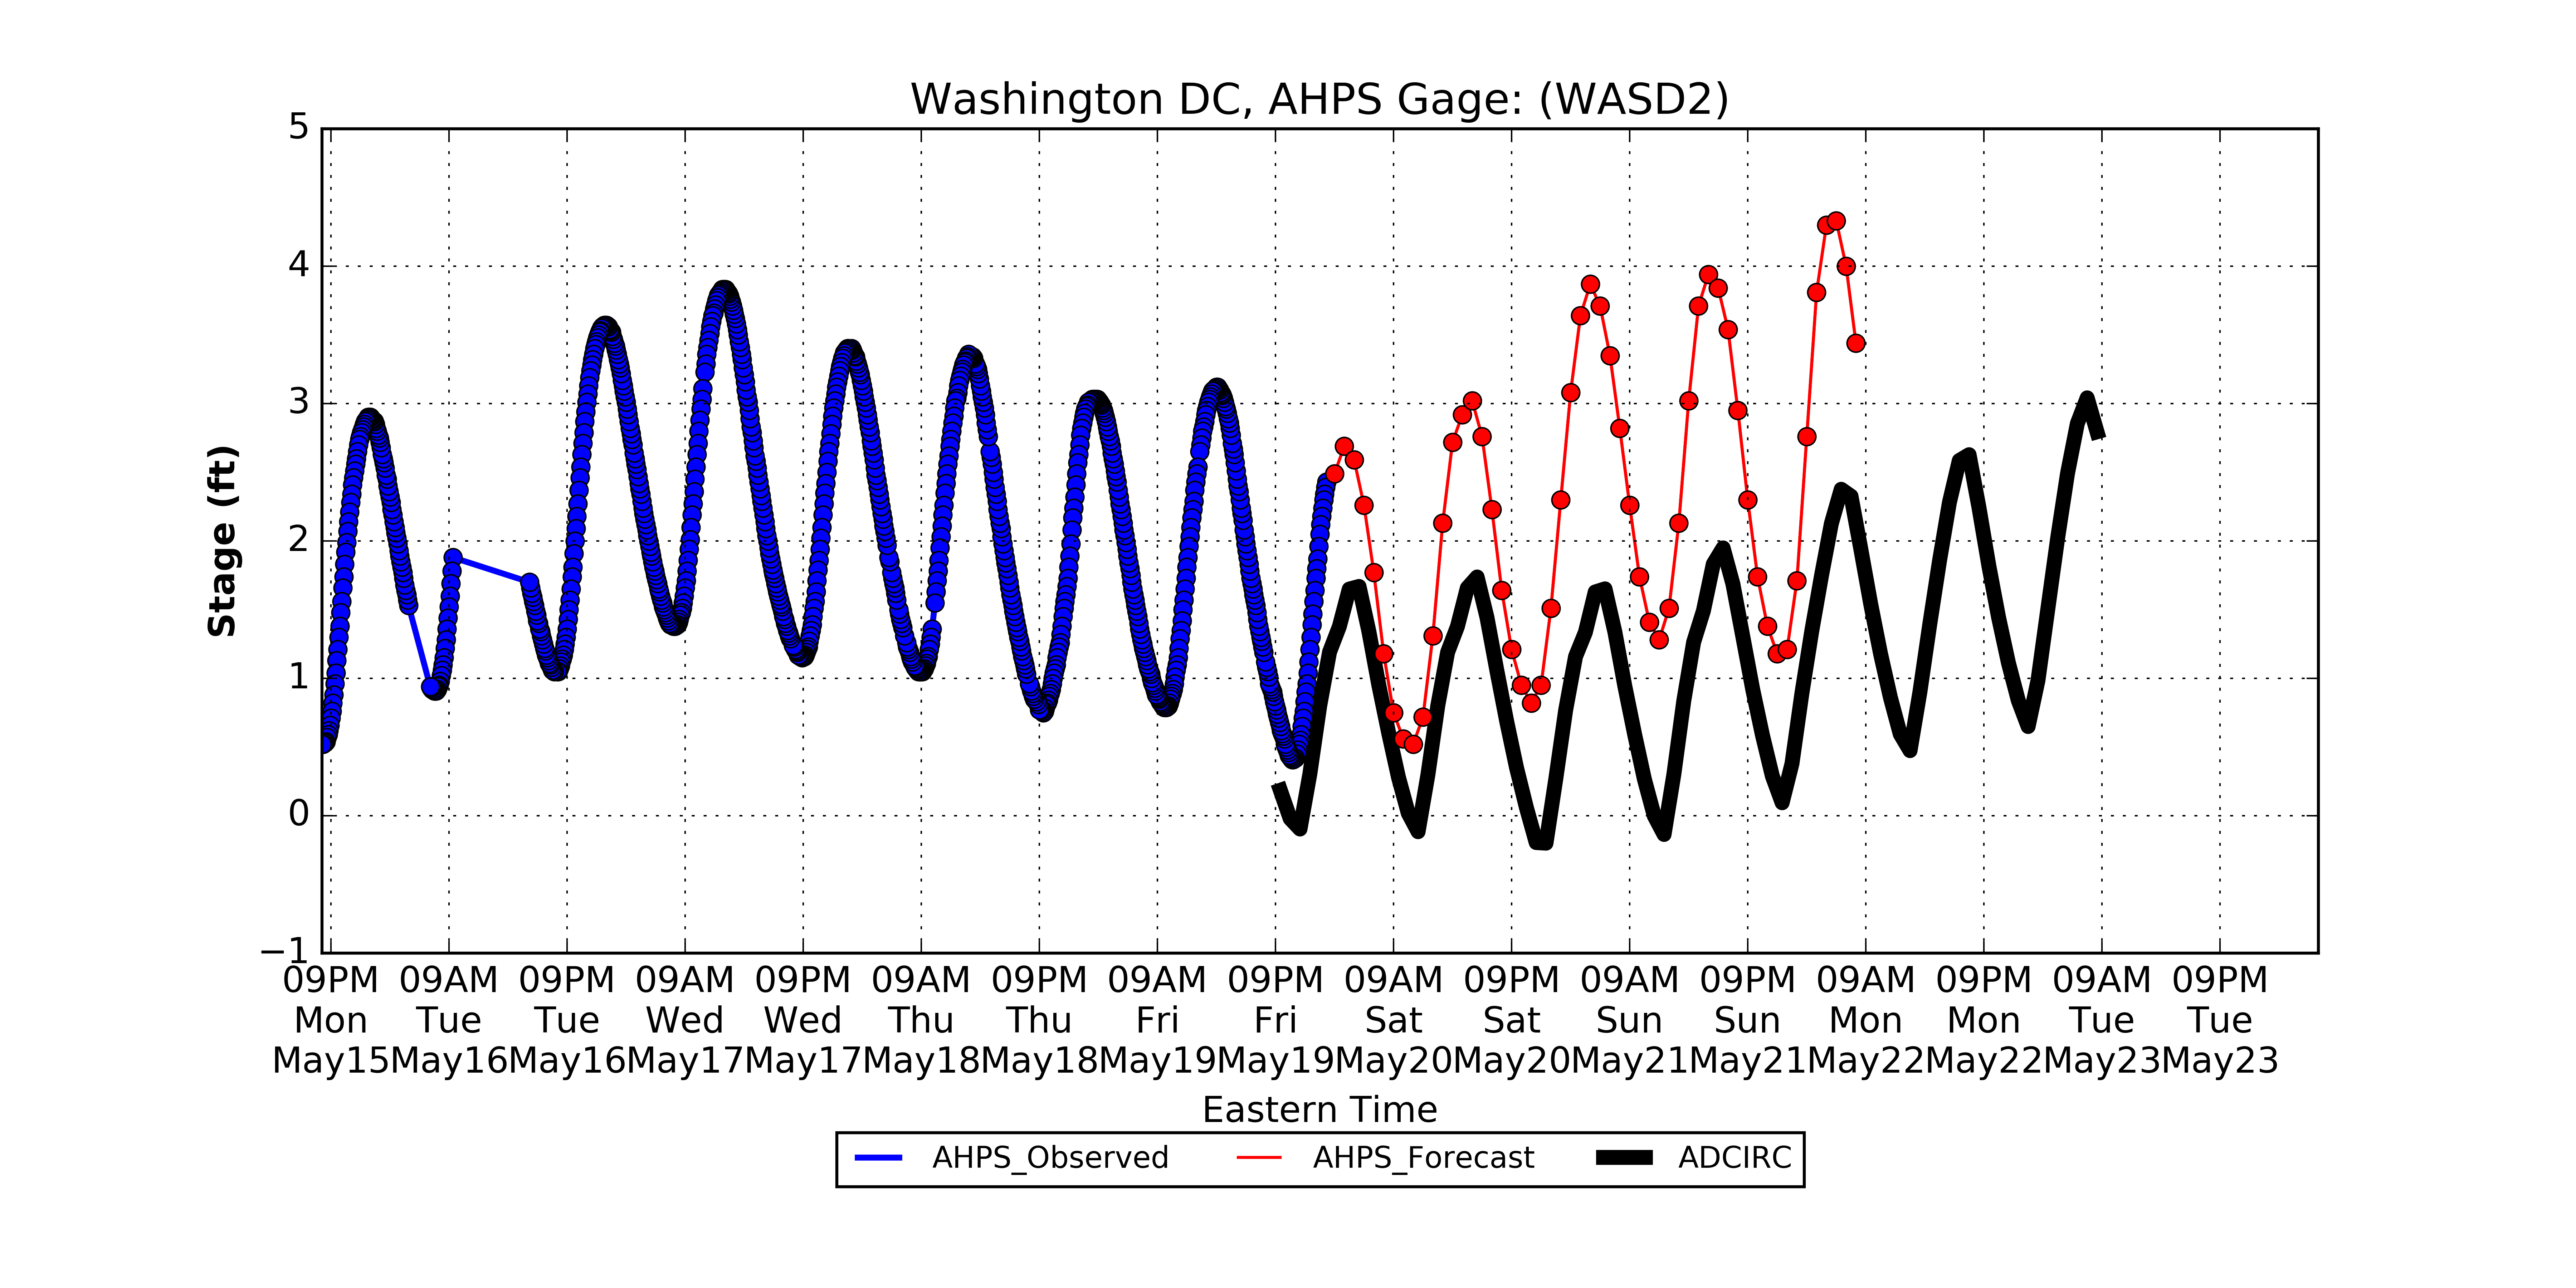 Washington DC, AHPS Gage: (WASD2)
5
4
3
2
1
0
−1
Stage (ft)
09PM 09AM 09PM 09AM 09PM 09AM 09PM 09AM 09PM 09AM 09PM 09AM 09PM 09AM 09PM 09AM 09PM
Mon Tue Tue Wed Wed Thu Thu Fri Fri Sat Sat Sun Sun Mon Mon Tue Tue
May15 May16 May16 May17 May17 May18 May18 May19 May19 May20 May20 May21 May21 May22 May22 May23 May23
Eastern Time
AHPS_Observed AHPS_Forecast ADCIRC